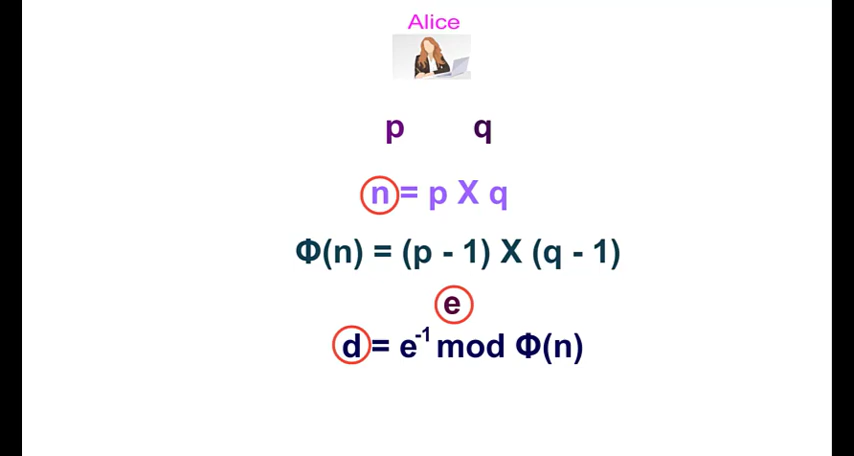 Alice
p q
n = p X q
Φ(n) = (p - 1) X (q - 1)
e
d = e⁻¹ mod Φ(n)